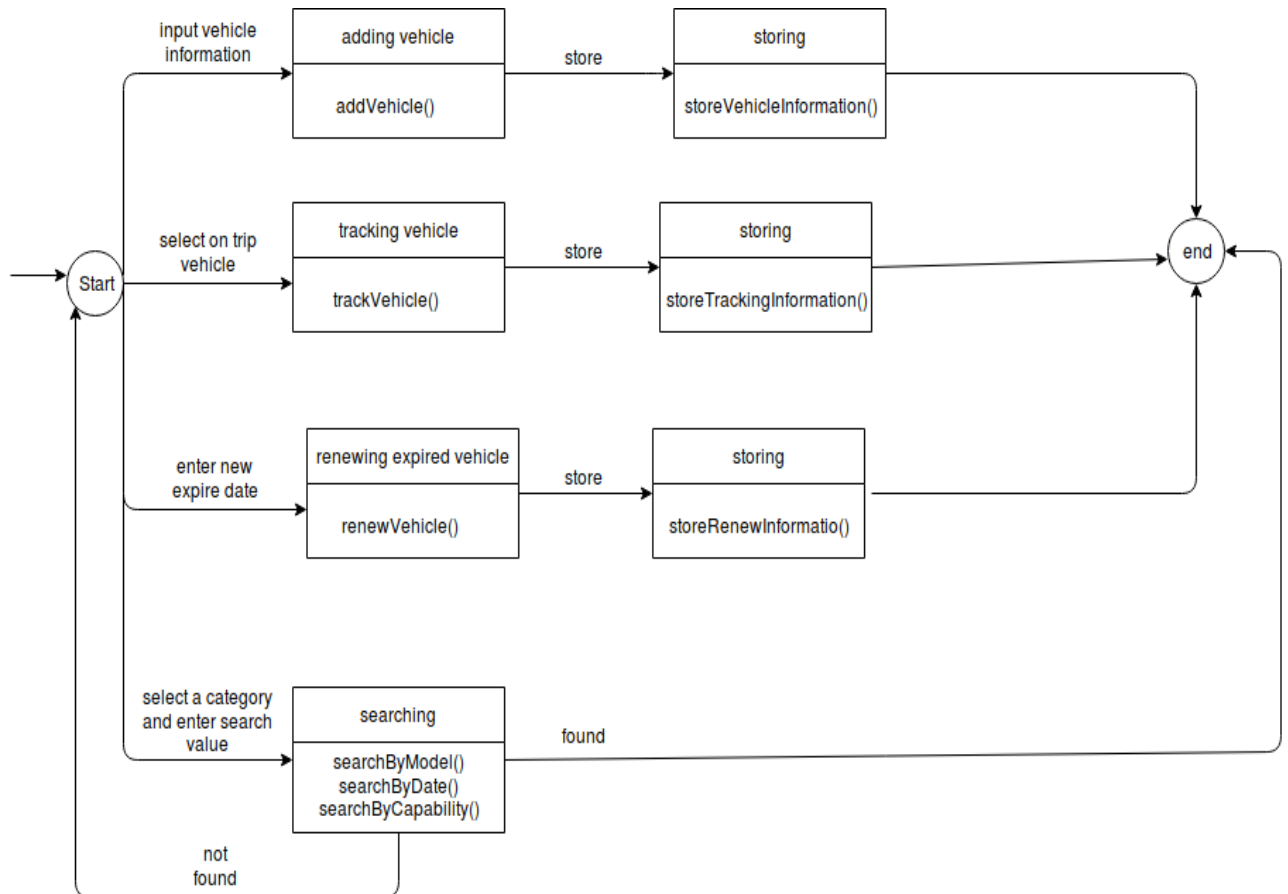 input vehicle
information
adding vehicle
addVehicle()
store
storing
storeVehicleInformation()
select on trip
vehicle
tracking vehicle
trackVehicle()
store
storing
storeTrackingInformation()
Start
end
enter new
expire date
renewing expired vehicle
renewVehicle()
store
storing
storeRenewInformatio()
select a category
and enter search
value
searching
searchByModel()
searchByDate()
searchByCapability()
found
not
found